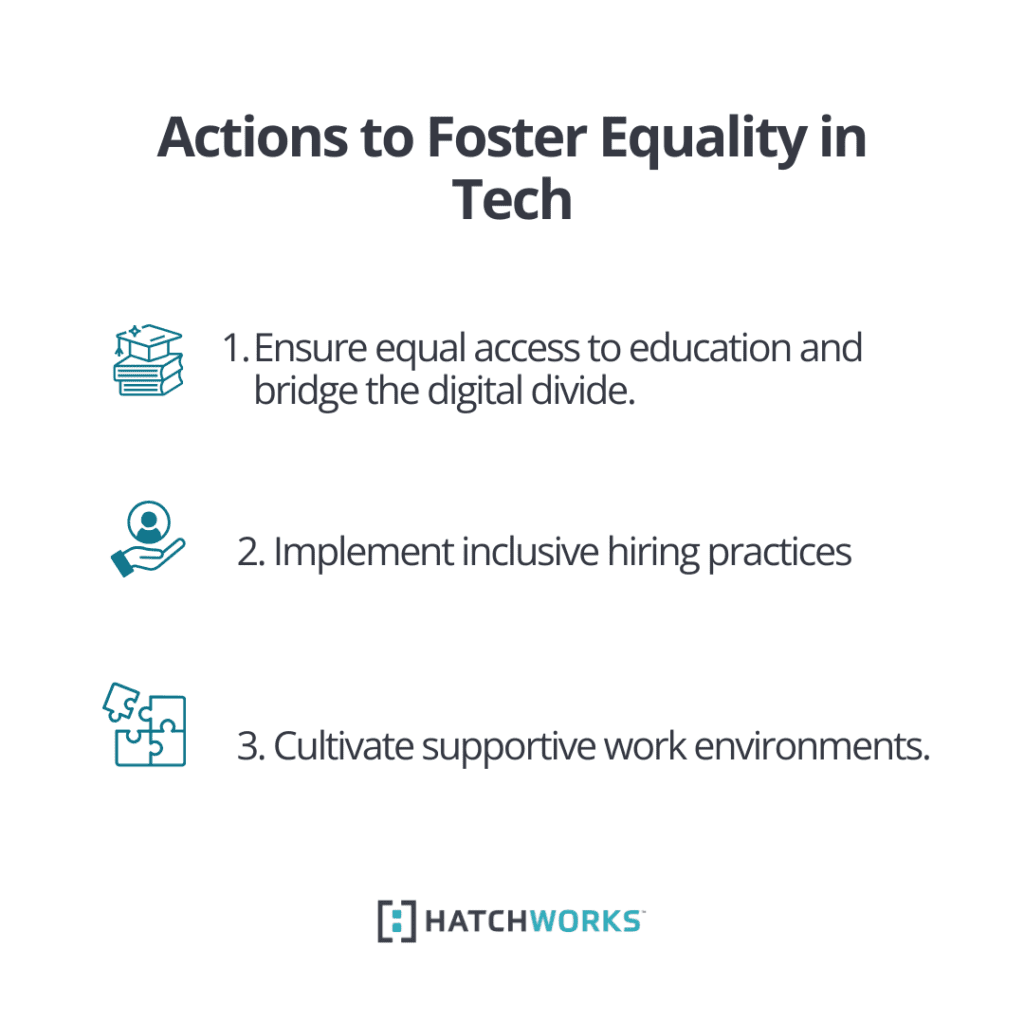 Actions to Foster Equality in
Tech
1. Ensure equal access to education and
bridge the digital divide.
2. Implement inclusive hiring practices
3. Cultivate supportive work environments.
HATCHWORKS™